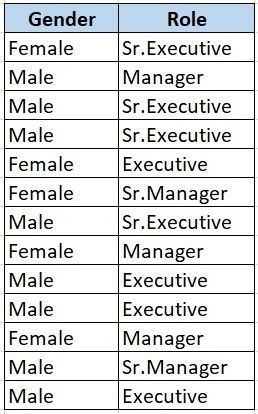 Gender Role
Female Sr.Executive
Male Manager
Male Sr.Executive
Male Sr.Executive
Female Executive
Female Sr.Manager
Male Sr.Executive
Female Manager
Male Executive
Male Executive
Female Manager
Male Sr.Manager
Male Executive